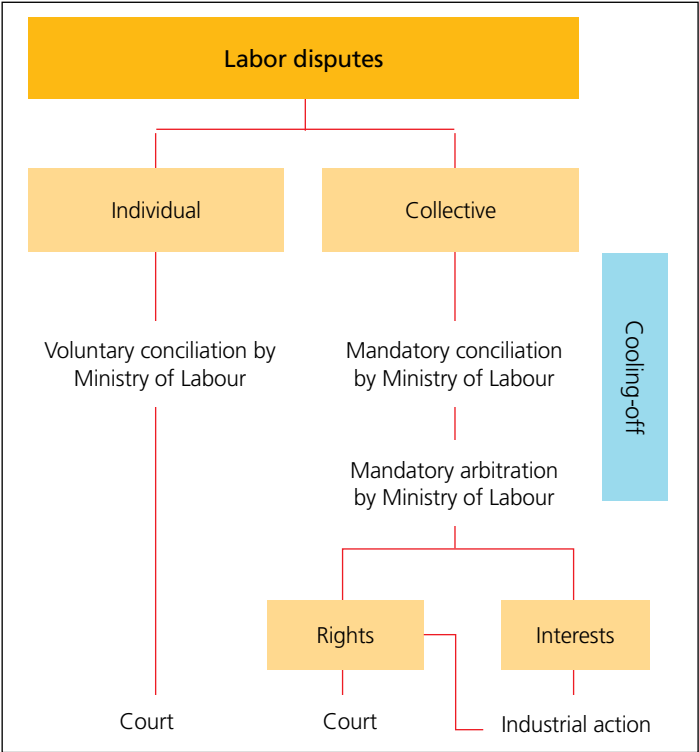 Labor disputes
Individual
Collective
Cooling-off
Voluntary conciliation by
Ministry of Labour
Mandatory conciliation
by Ministry of Labour
Mandatory arbitration
by Ministry of Labour
Rights
Interests
Court
Court
Industrial action